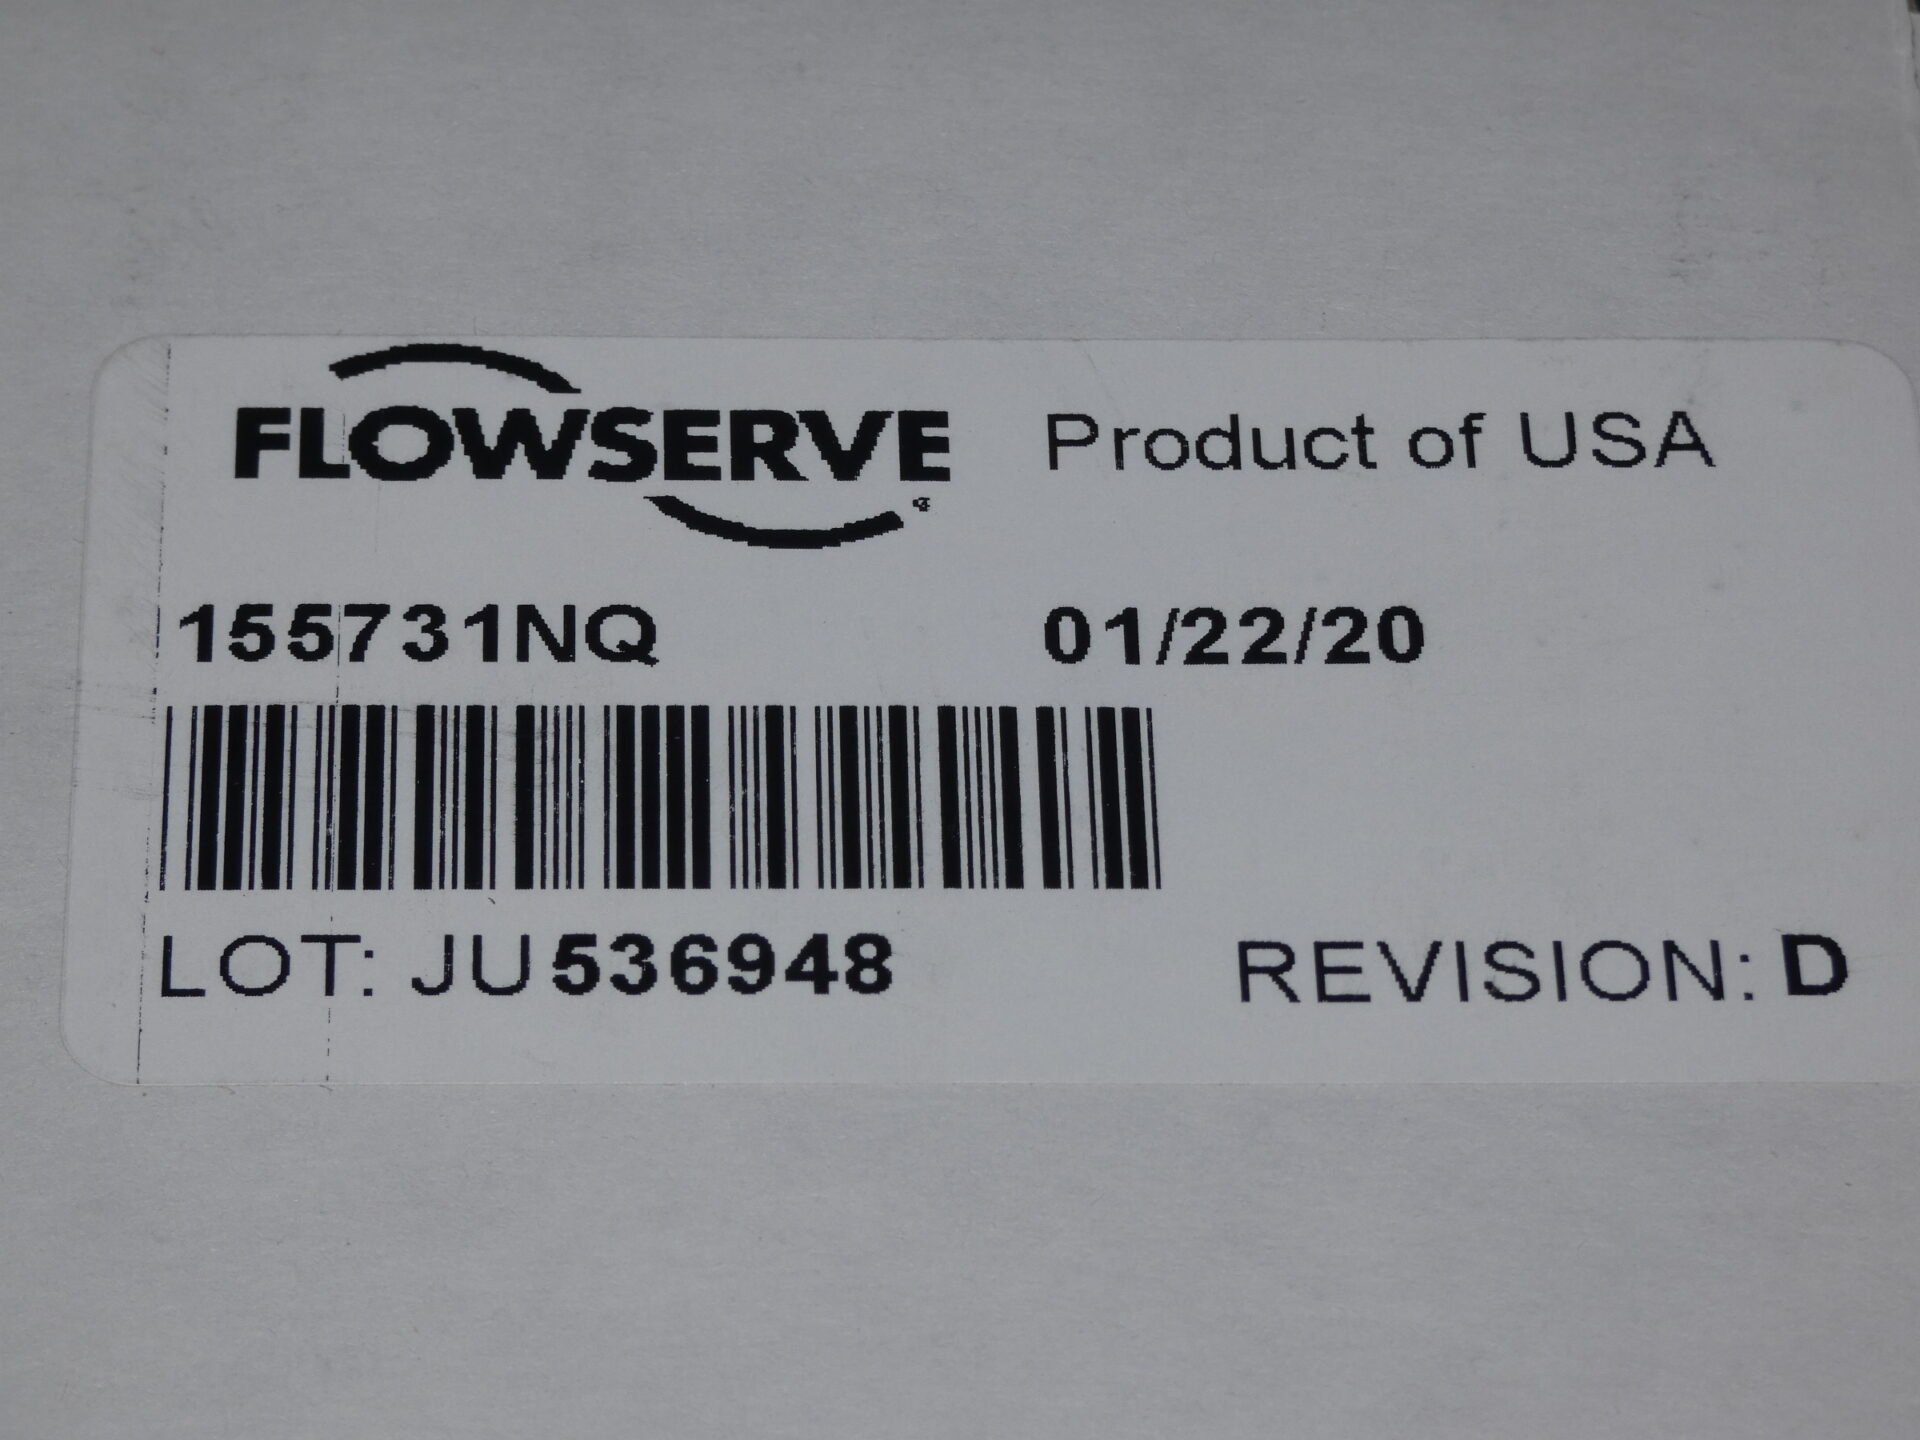 FLOWSERVE
Product of USA
155731NQ 01/22/20
LOT: JU536948 REVISION: D